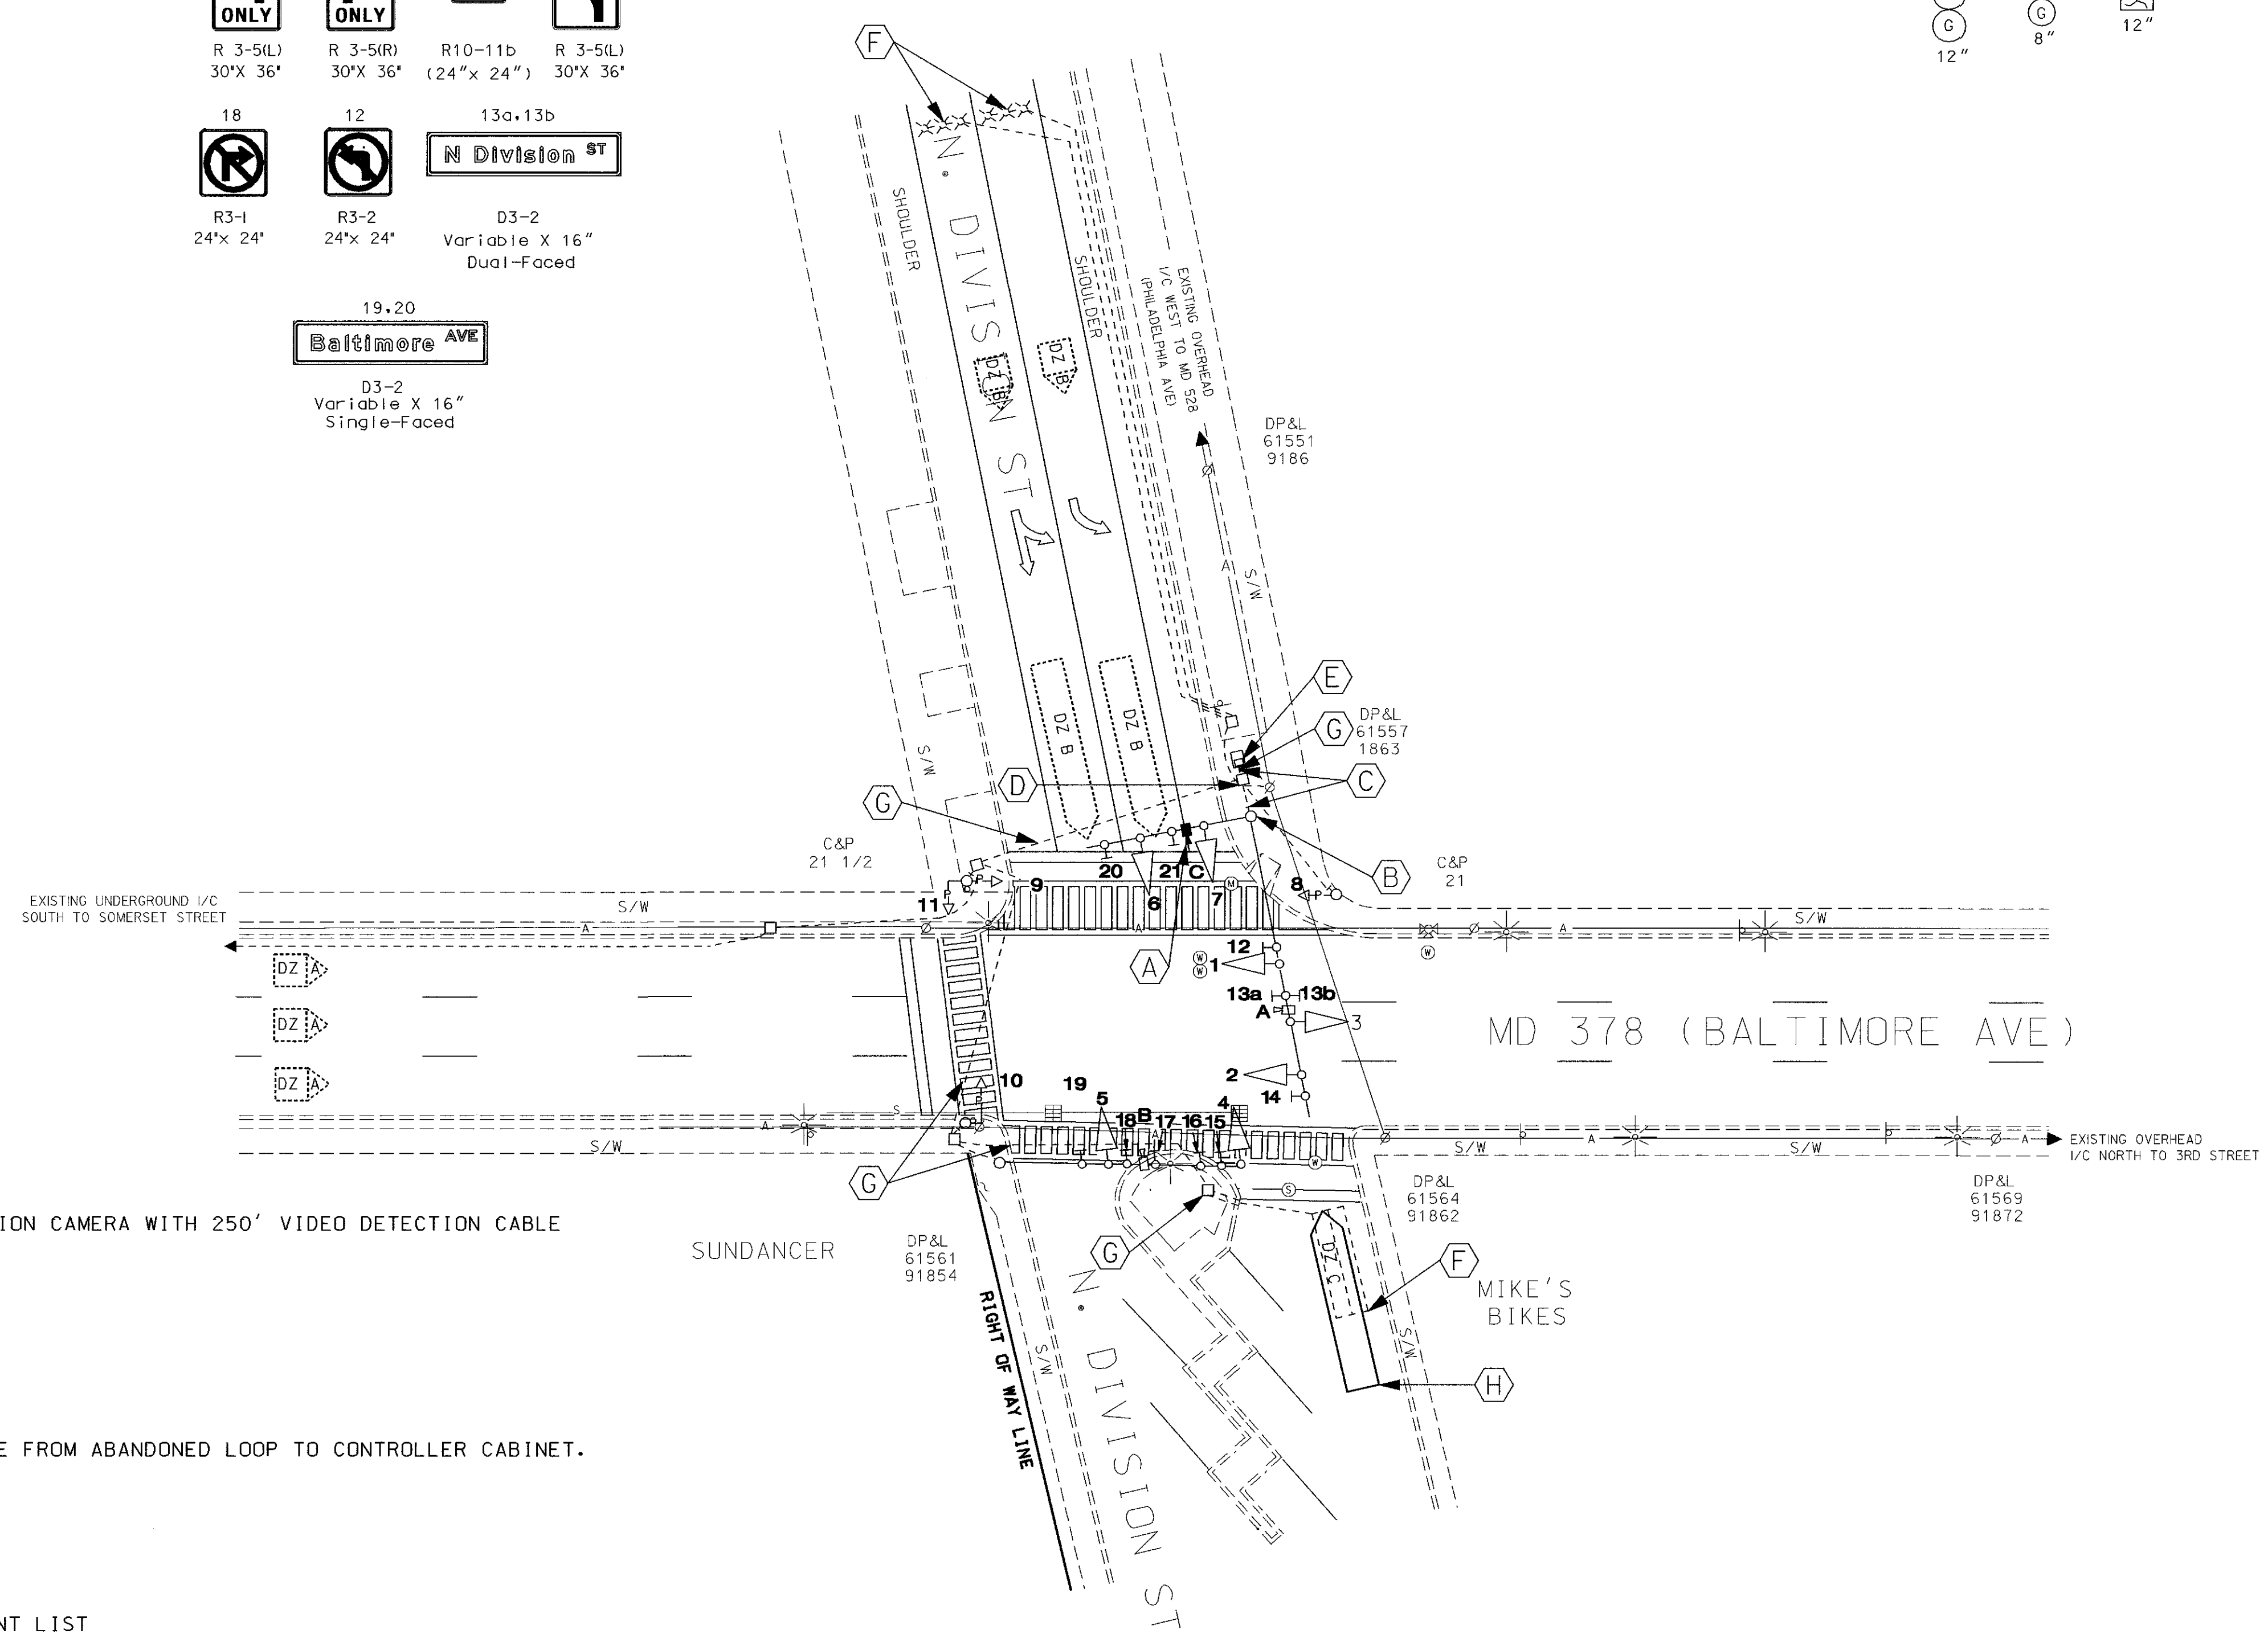 ONLY
R 3-5(L)
30"X 36"
ONLY
R 3-5(R)
30"X 36"
R10-11b
(24"x 24")
R 3-5(L)
30"X 36"
18
R3-1
24"x 24"
12
R3-2
24"x 24"
13a,13b
N Division ST
D3-2
Variable X 16"
Dual-Faced
19,20
Baltimore AVE
D3-2
Variable X 16"
Single-Faced
G
12"
G
8"
12"
F
N. DIVISION ST
SHOULDER
SHOULDER
DZ B
DZ B
EXISTING OVERHEAD
I/C WEST TO MD 528
(PHILADELPHIA AVE)
DP&L
61551
9186
A
S/W
S/W
DZ B
DZ B
E
G
DP&L
61557
1863
C
D
G
B
C&P
21 1/2
C&P
21
EXISTING UNDERGROUND I/C
SOUTH TO SOMERSET STREET
S/W
A
11
P
P
9
20
6
21
C
7
M
8
P
A
A
S/W
A
W
DZ A
DZ A
DZ A
12
W
W
1
13a
13b
A
3
2
14
MD 378 (BALTIMORE AVE)
10
P
19
5
18
B
17
16
15
4
A
W
S
S
A
S/W
S/W
A
S/W
A
EXISTING OVERHEAD
I/C NORTH TO 3RD STREET
G
G
DP&L
61564
91862
DP&L
61569
91872
ION CAMERA WITH 250' VIDEO DETECTION CABLE
SUNDANCER
DP&L
61561
91854
DZ C
F
MIKE'S
BIKES
H
S/W
S/W
RIGHT OF WAY LINE
N. DIVISION ST
E FROM ABANDONED LOOP TO CONTROLLER CABINET.
NT LIST